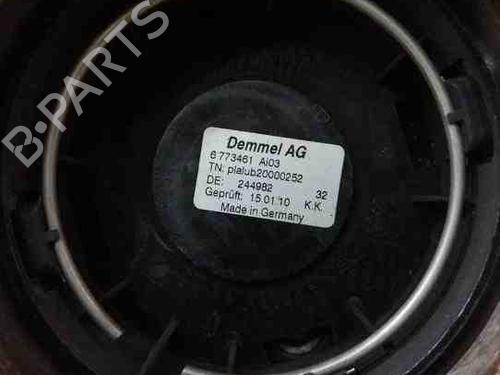 B-PARTS
Demmel AG
6 773461 AI03
TN: plalub20000252
DE: 244982 32
Geprüft: 15.01.10 K.K.
Made in Germany